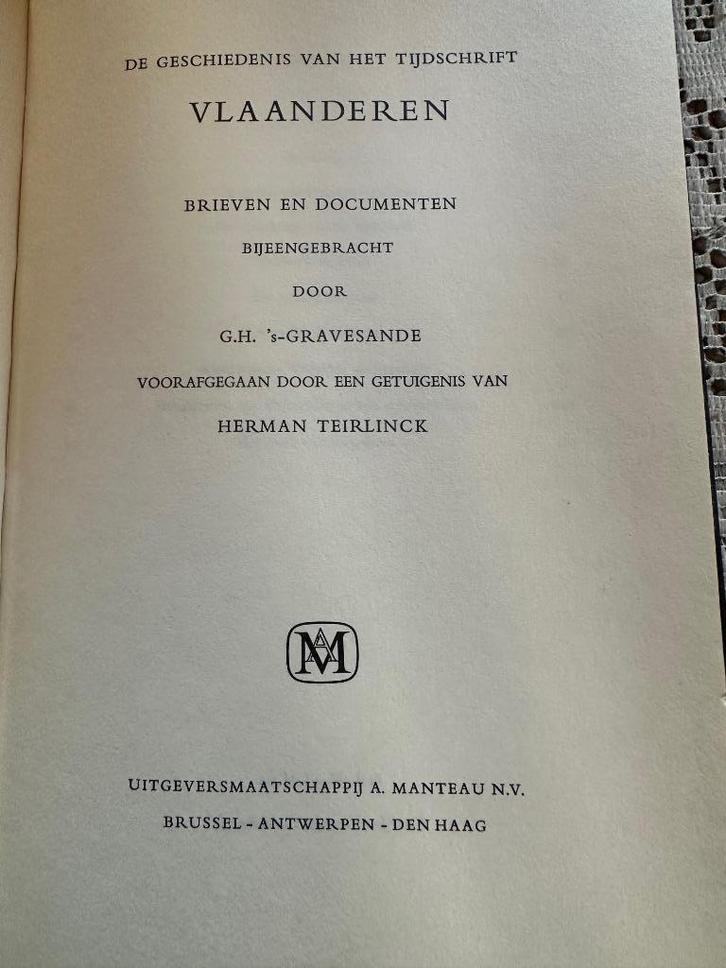 DE GESCHIEDENIS VAN HET TIJDSCHRIFT
VLAANDEREN
BRIEVEN EN DOCUMENTEN
BIJEENGEBRACHT
DOOR
G.H. 's-GRAVESANDE
VOORAFGEGAAN DOOR EEN GETUIGENIS VAN
HERMAN TEIRLINCK
AM
UITGEVERSMAATSCHAPPIJ A. MANTEAU N.V.
BRUSSEL - ANTWERPEN - DEN HAAG